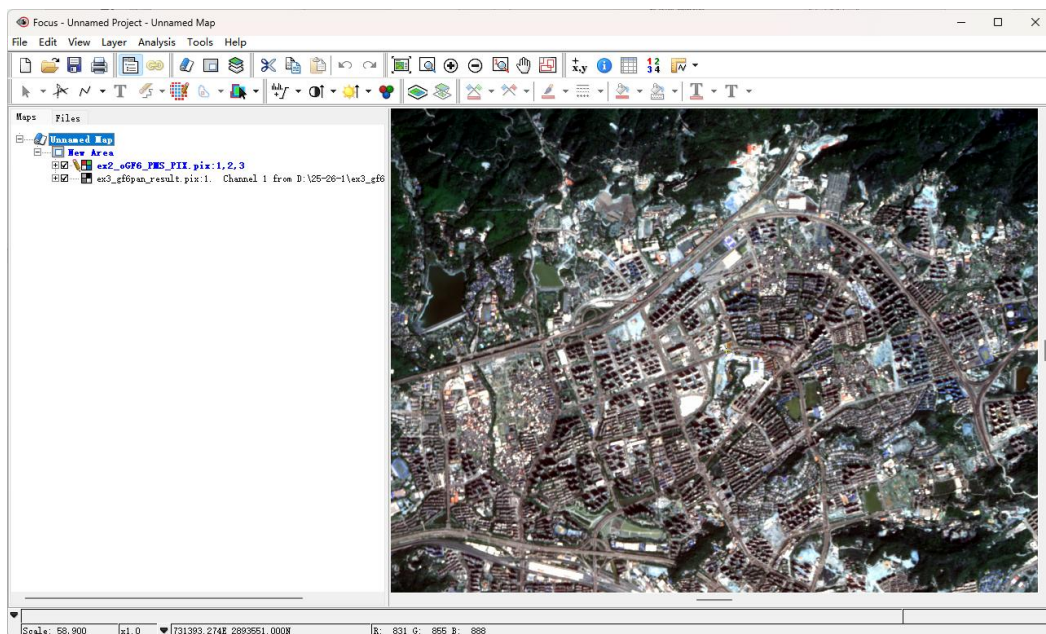 Focus - Unnamed Project - Unnamed Map
File Edit View Layer Analysis Tools Help
Maps Files
Unnamed Map
New Area
ex2_oGF6_PMS_PIX.pix:1,2,3
ex3_gf6pan_result.pix:1. Channel 1 from D:\25-26-1\ex3_gf6
Scale: 58.900 x1.0 731393.274E 2893551.000N R: 831 G: 855 B: 888